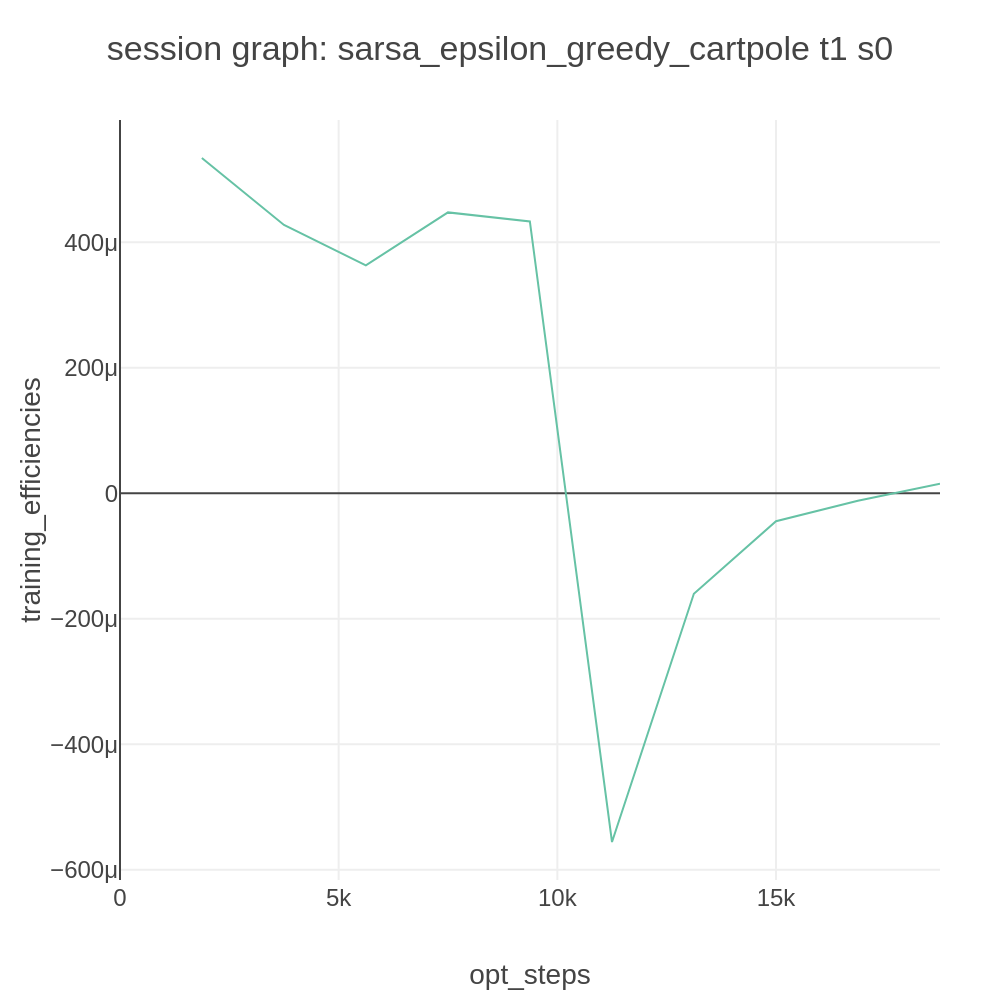 session graph: sarsa_epsilon_greedy_cartpole t1 s0
training_efficiencies
400μ
200μ
0
−200μ
−400μ
−600μ
0
5k
10k
15k
opt_steps